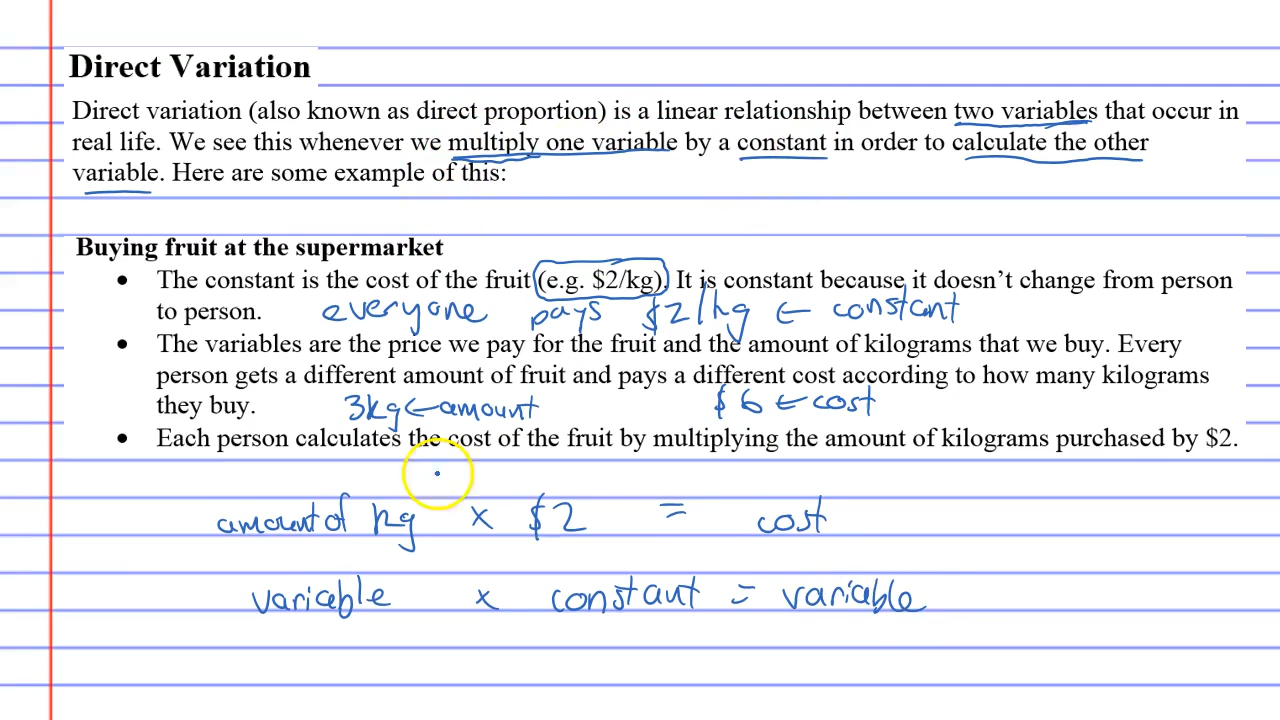 Direct Variation
Direct variation (also known as direct proportion) is a linear relationship between two variables that occur in
real life. We see this whenever we multiply one variable by a constant in order to calculate the other
variable. Here are some example of this:
Buying fruit at the supermarket
• The constant is the cost of the fruit (e.g. $2/kg). It is constant because it doesn’t change from person
to person. everyone pays $2/kg ← constant
• The variables are the price we pay for the fruit and the amount of kilograms that we buy. Every
person gets a different amount of fruit and pays a different cost according to how many kilograms
they buy. 3kg ← amount $6 ← cost
• Each person calculates the cost of the fruit by multiplying the amount of kilograms purchased by $2.
amount of kg x $2 = cost
variable x constant = variable